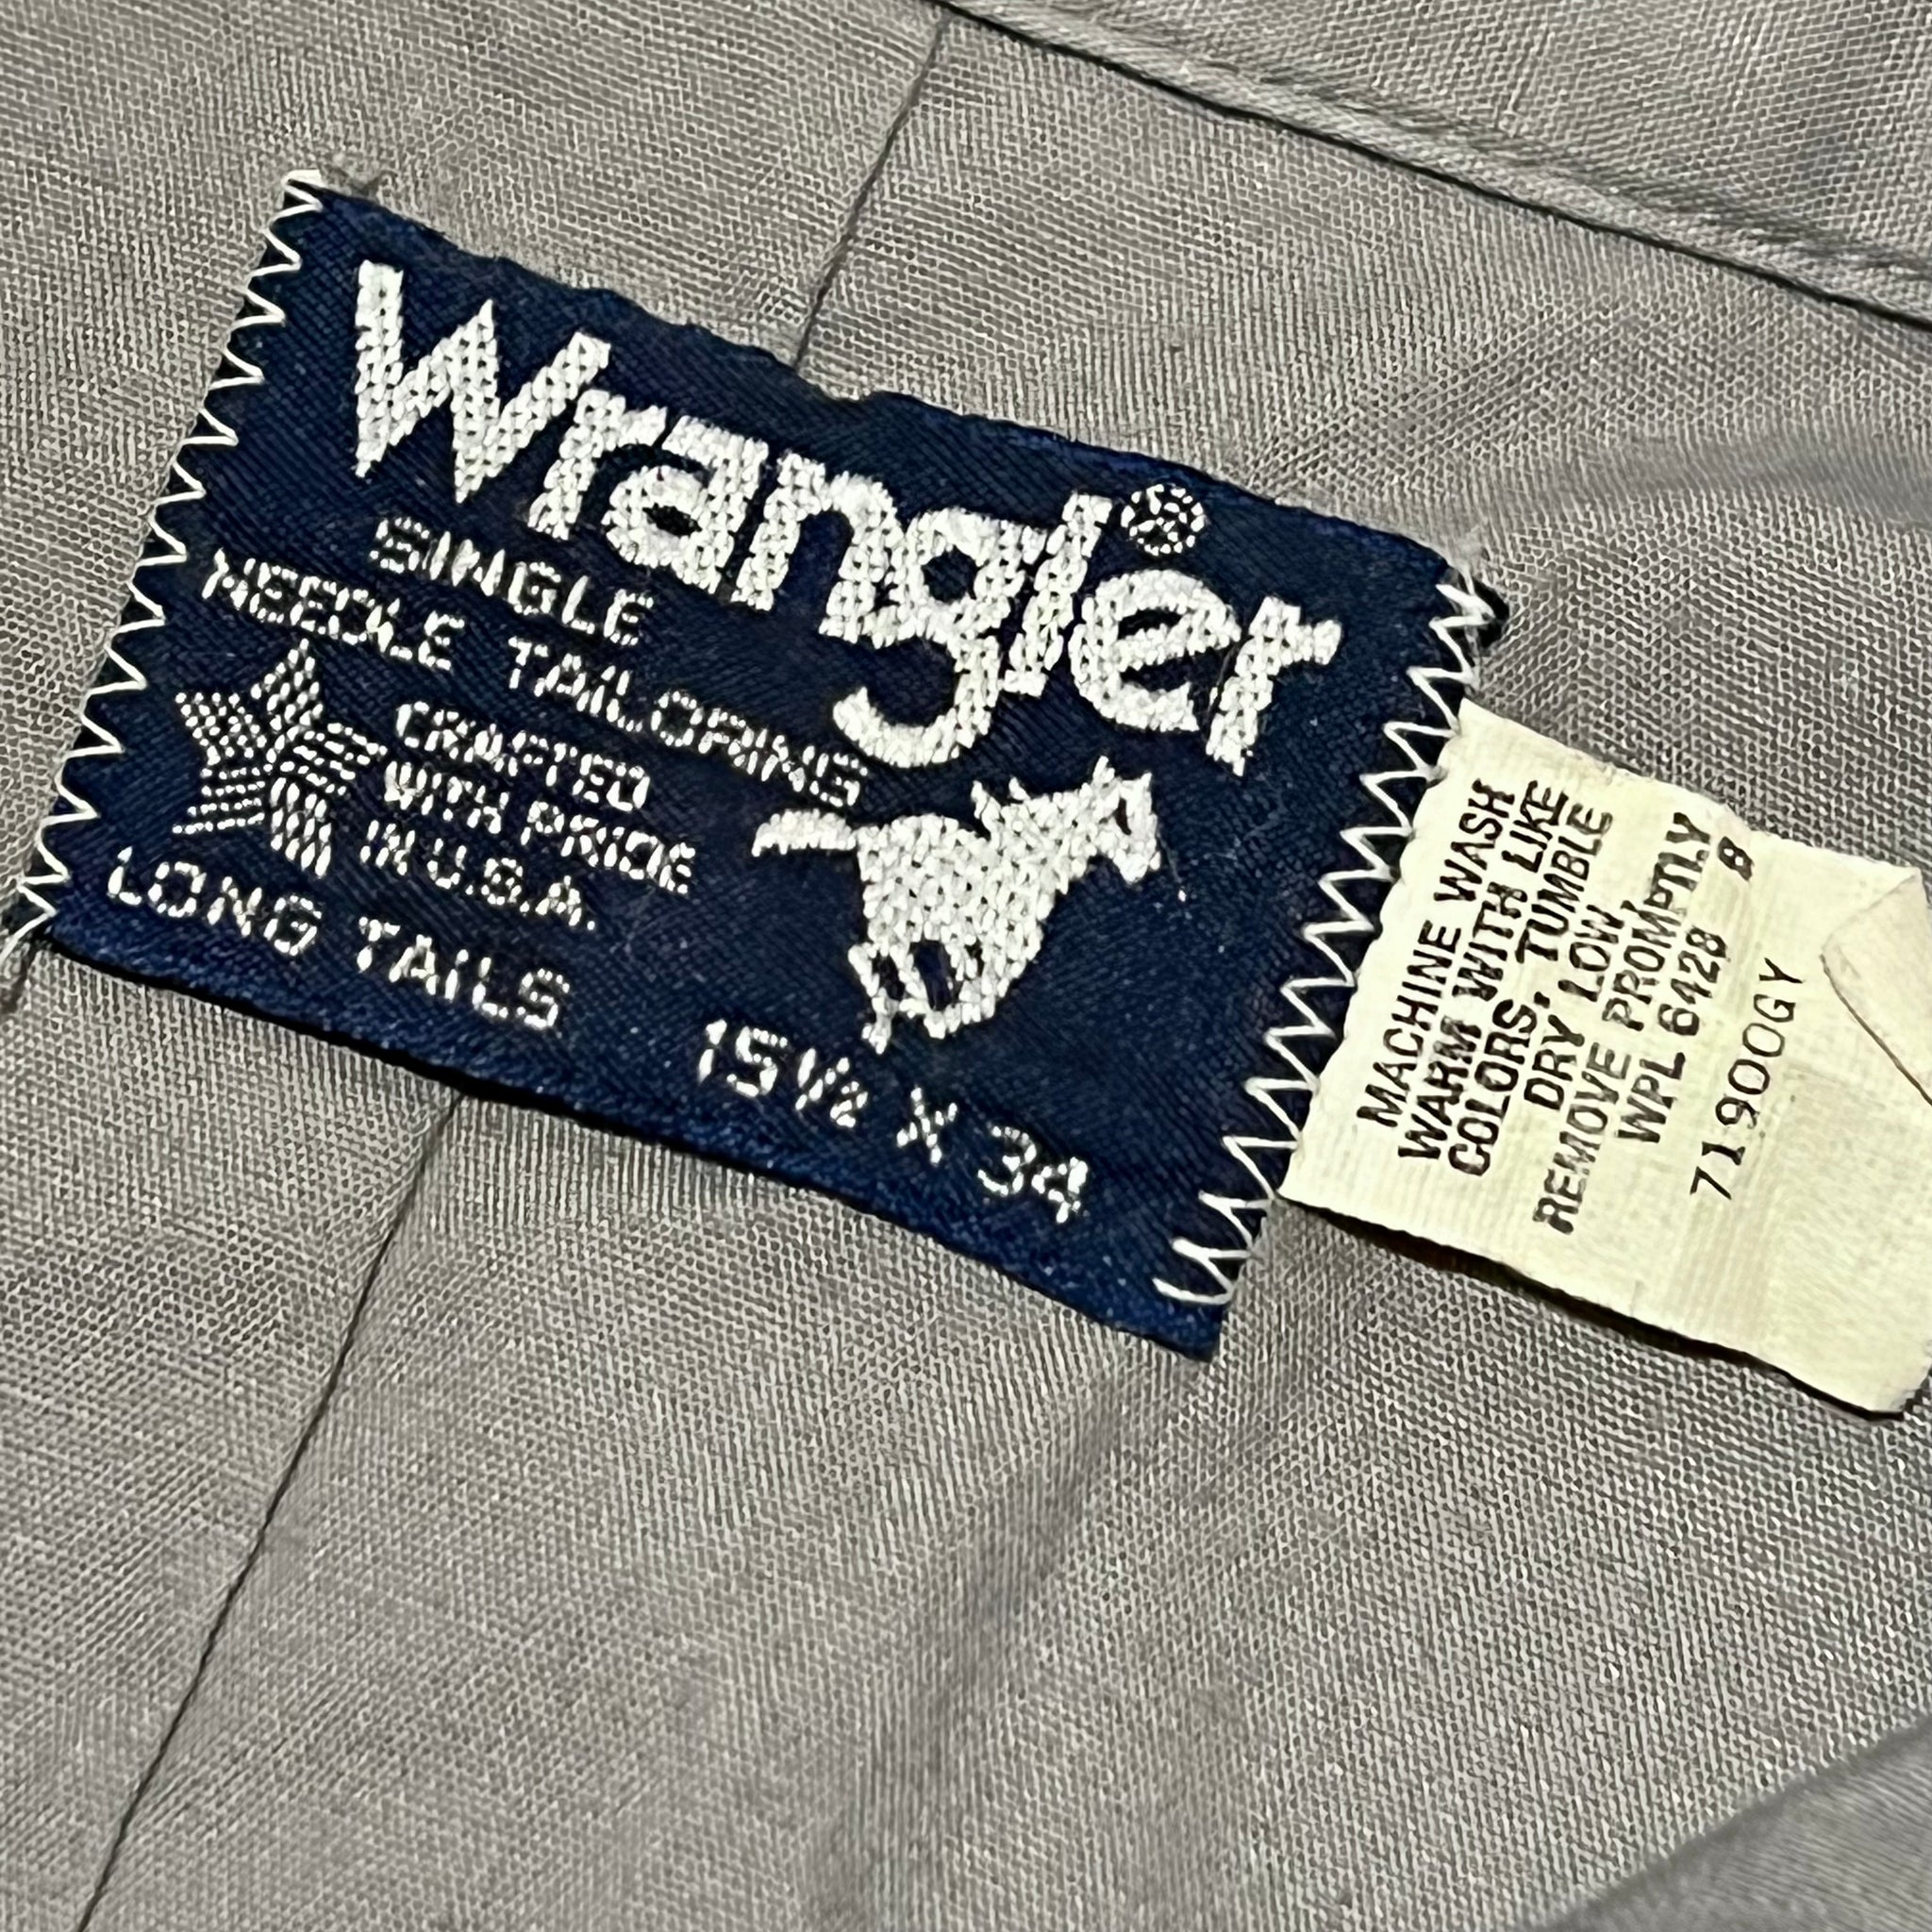 Wrangler®
SINGLE
NEEDLE TAILORING
CRAFTED
WITH PRIDE
IN U.S.A.
LONG TAILS
15½ X 34
MACHINE WASH
WARM WITH LIKE
COLORS. TUMBLE
DRY LOW
REMOVE PROMPTLY
WPL 6428 8
71900GY